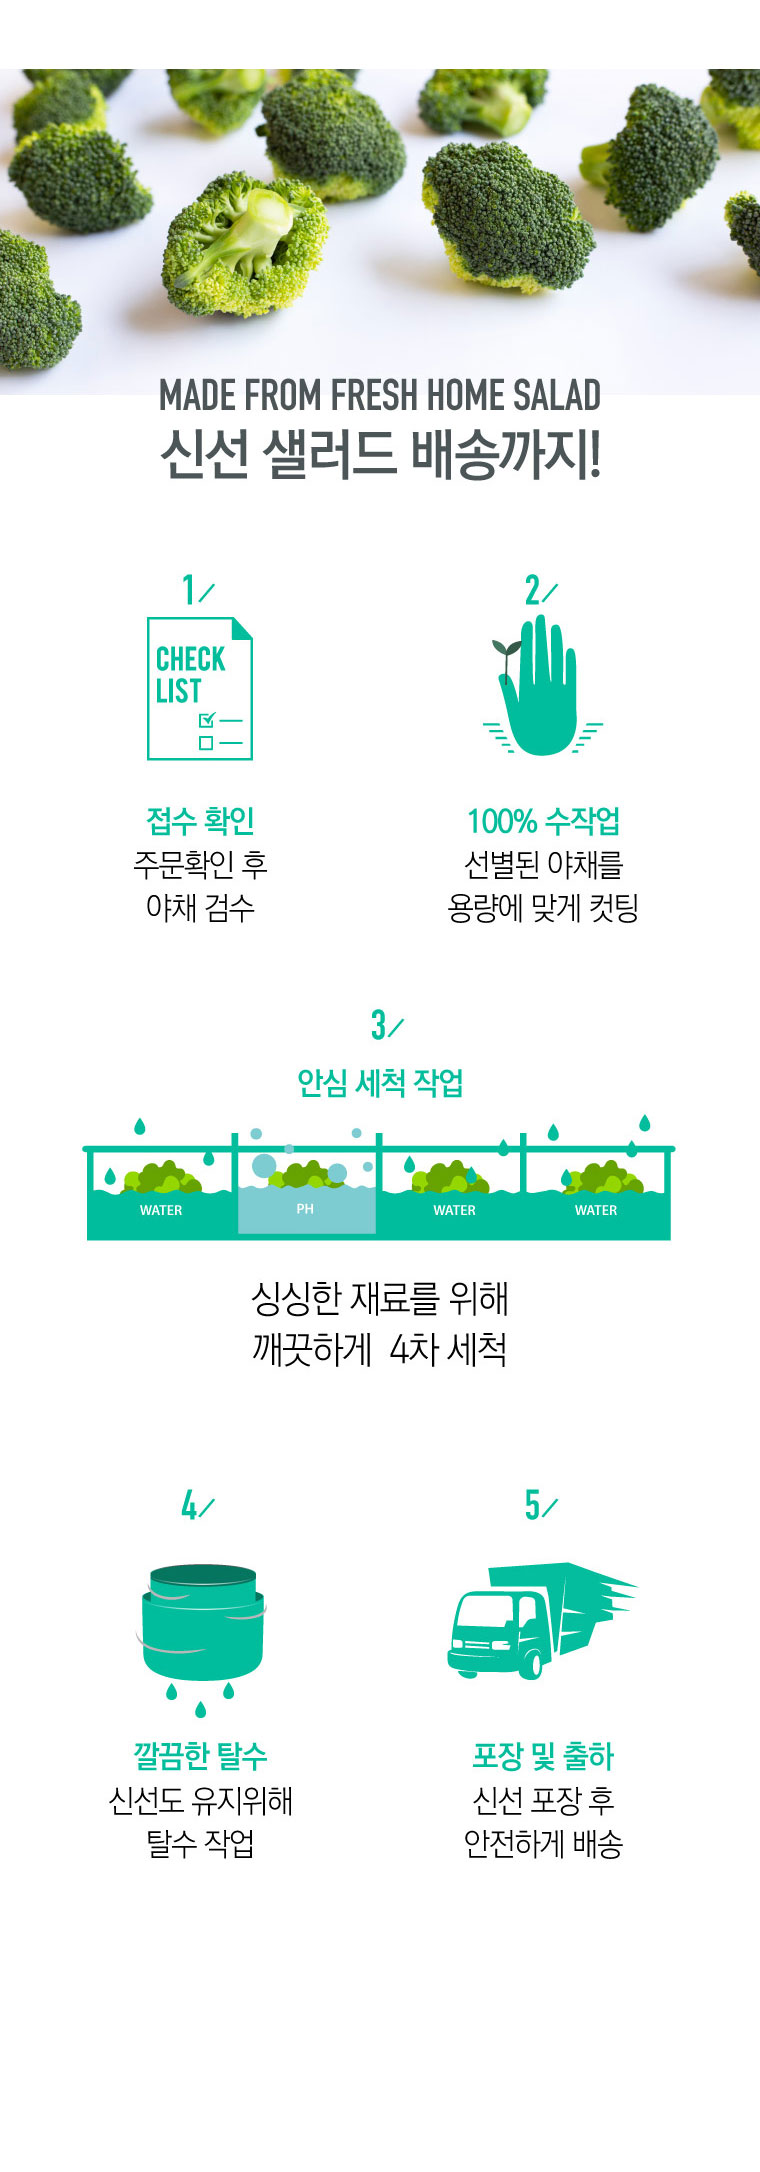 MADE FROM FRESH HOME SALAD
신선 샐러드 배송까지!
1/
CHECK
LIST
접수 확인
주문확인 후
야채 검수
2/
100% 수작업
선별된 야채를
용량에 맞게 컷팅
3/
안심 세척 작업
WATER
PH
WATER
WATER
싱싱한 재료를 위해
깨끗하게 4차 세척
4/
깔끔한 탈수
신선도 유지위해
탈수 작업
5/
포장 및 출하
신선 포장 후
안전하게 배송